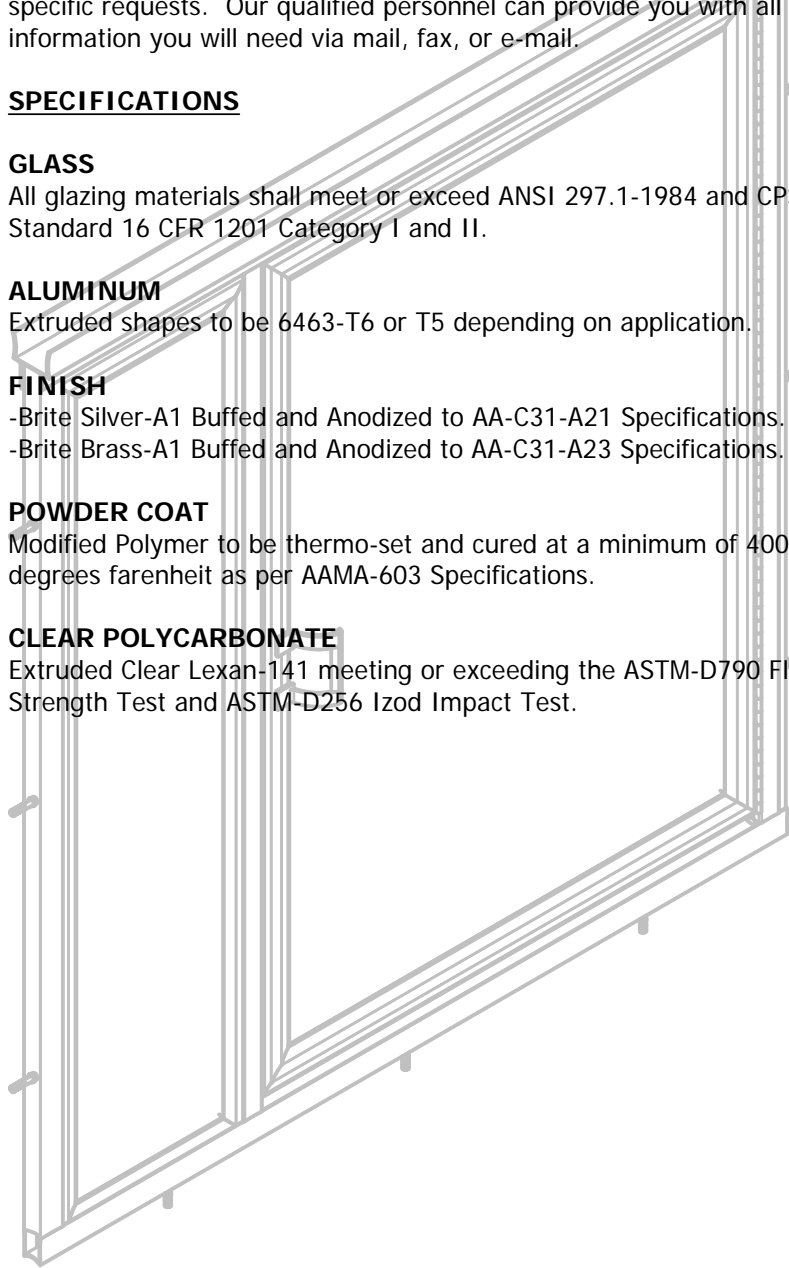 specific requests. Our qualified personnel can provide you with all
information you will need via mail, fax, or e-mail.
SPECIFICATIONS
GLASS
All glazing materials shall meet or exceed ANSI 297.1-1984 and
Standard 16 CFR 1201 Category I and II.
ALUMINUM
Extruded shapes to be 6463-T6 or T5 depending on application.
FINISH
-Brite Silver-A1 Buffed and Anodized to AA-C31-A21 Specifications.
-Brite Brass-A1 Buffed and Anodized to AA-C31-A23 Specifications.
POWDER COAT
Modified Polymer to be thermo-set and cured at a minimum of 400
degrees farenheit as per AAMA-603 Specifications.
CLEAR POLYCARBONATE
Extruded Clear Lexan-141 meeting or exceeding the ASTM-D790
Strength Test and ASTM-D256 Izod Impact Test.